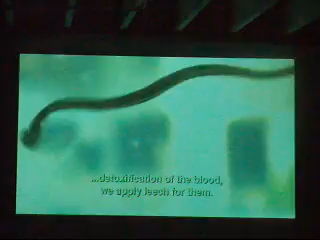 ...detoxification of the blood,
we apply leech for them.